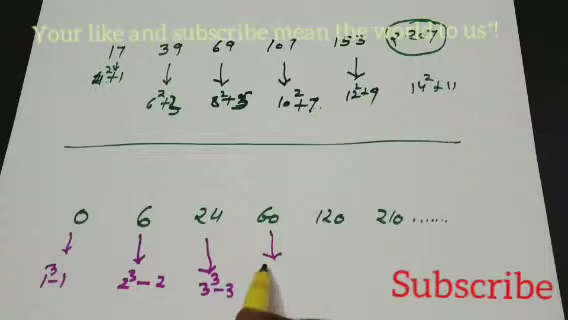 Your like and subscribe mean the world to us"!
17 39 69 107 153 207
6²+3 8²+5 10²+7 12²+9 14²+11
0 6 24 60 120 210 ......
1³-1 2³-2 3³-3
Subscribe